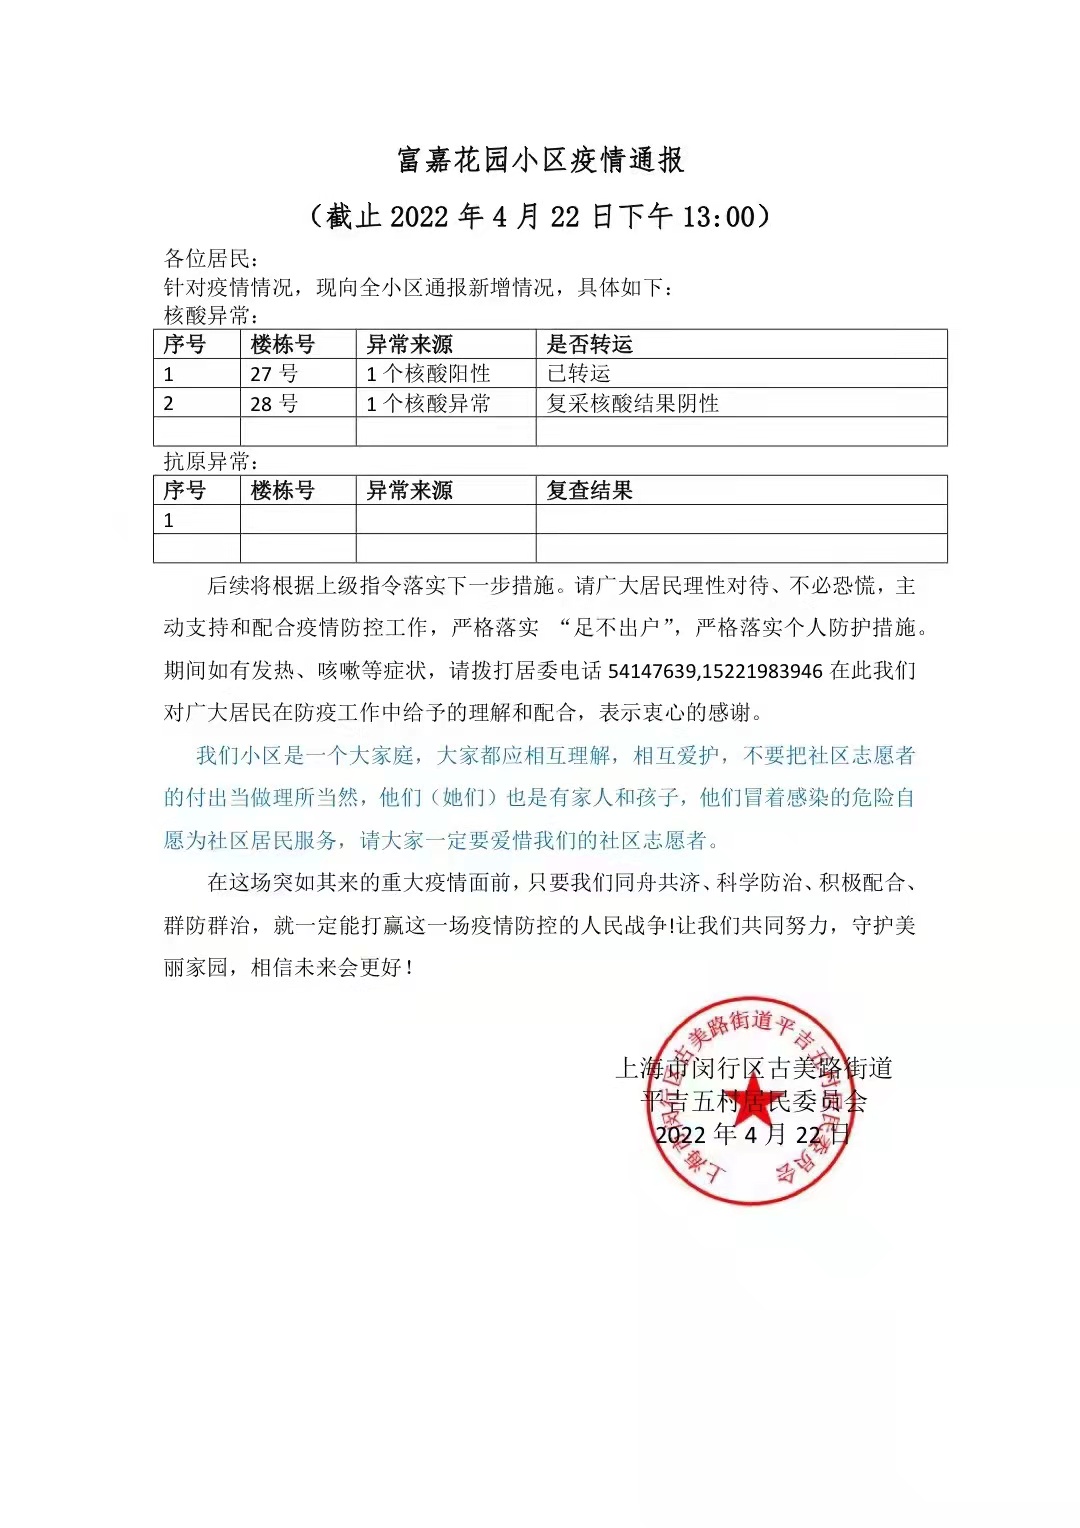 富嘉花园小区疫情通报
（截止 2022 年 4 月 22 日下午 13:00）
各位居民：
针对疫情情况，现向全小区通报新增情况，具体如下：
核酸异常：
序号 楼栋号 异常来源 是否转运
1 27 号 1 个核酸阳性 已转运
2 28 号 1 个核酸异常 复采核酸结果阴性
抗原异常：
序号 楼栋号 异常来源 复查结果
1
后续将根据上级指令落实下一步措施。请广大居民理性对待、不必恐慌，主
动支持和配合疫情防控工作，严格落实 “足不出户”，严格落实个人防护措施。
期间如有发热、咳嗽等症状，请拨打居委电话 54147639,15221983946 在此我们
对广大居民在防疫工作中给予的理解和配合，表示衷心的感谢。
我们小区是一个大家庭，大家都应相互理解，相互爱护，不要把社区志愿者
的付出当做理所当然，他们（她们）也是有家人和孩子，他们冒着感染的危险自
愿为社区居民服务，请大家一定要爱惜我们的社区志愿者。
在这场突如其来的重大疫情面前，只要我们同舟共济、科学防治、积极配合、
群防群治，就一定能打赢这一场疫情防控的人民战争!让我们共同努力，守护美
丽家园，相信未来会更好！
上海市闵行区古美路街道
平吉五村居民委员会
2022 年 4 月 22 日
上海市闵行区古美路街道平吉五村居民委员会